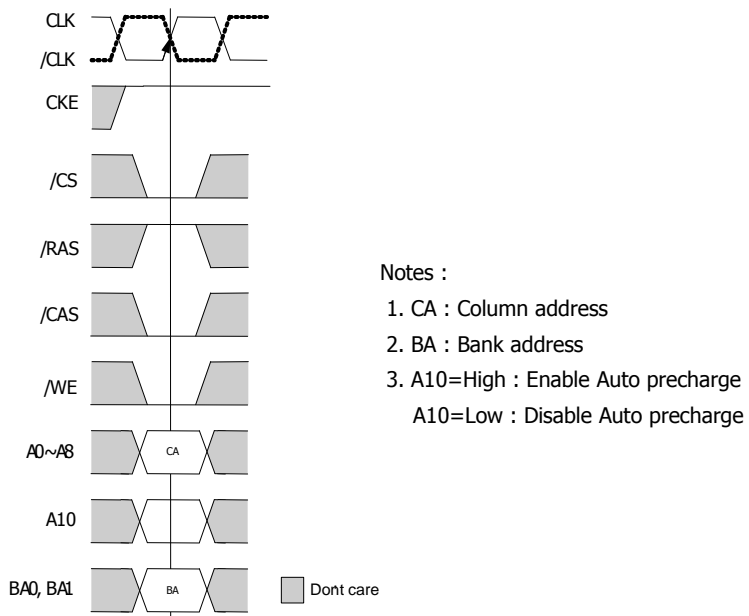 CLK
/CLK
CKE
/CS
/RAS
/CAS
/WE
A0~A8
CA
A10
BA0, BA1
BA
Dont care
Notes :
1. CA : Column address
2. BA : Bank address
3. A10=High : Enable Auto precharge
A10=Low : Disable Auto precharge